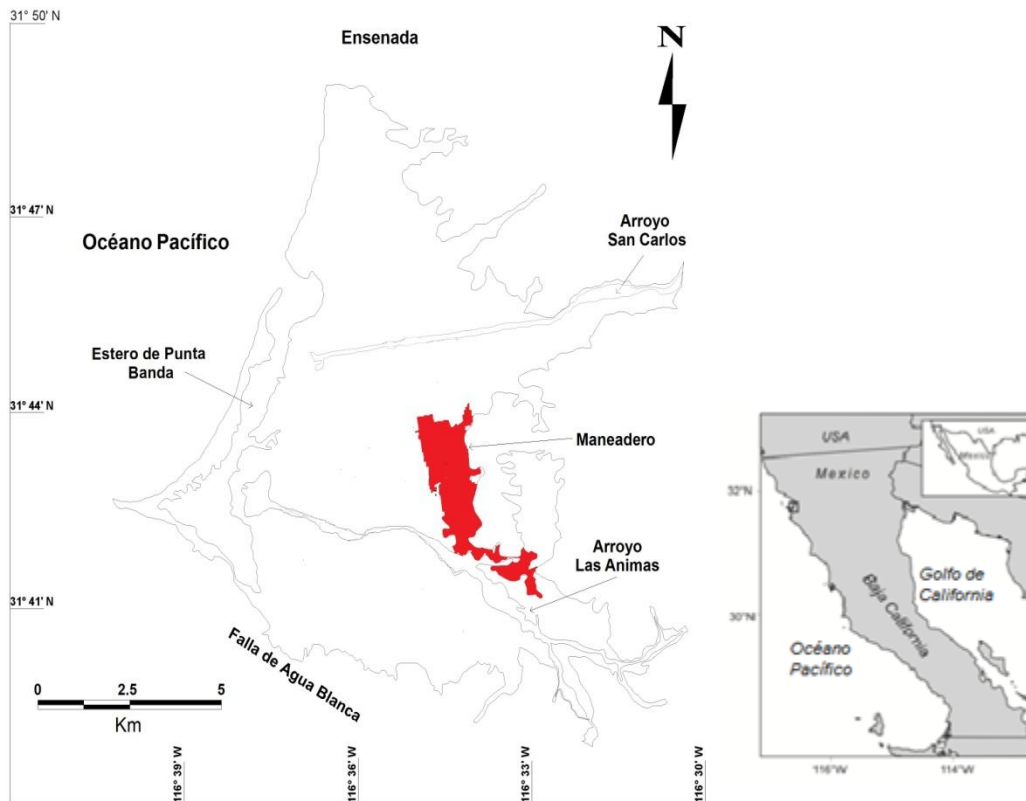 31° 50' N
Ensenada
N
31° 47' N
Océano Pacífico
Arroyo
San Carlos
Estero de Punta
Banda
31° 44' N
Maneadero
Arroyo
Las Animas
31° 41' N
Falla de Agua Blanca
0 2.5 5
Km
116° 39' W
116° 36' W
116° 33' W
116° 30' W
USA
Mexico
USA
Mexico
32°N
Golfo de
California
Baja California
30°N
Océano
Pacífico
116°W
114°W